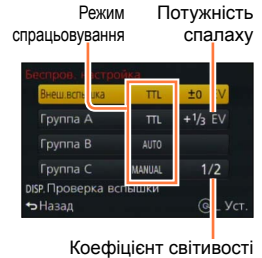 Режим
спрацьовування
Потужність
спалаху
Беспров. настройка
Внеш.вспышка TTL ±0 EV
Группа A TTL +1/3 EV
Группа B AUTO
Группа C MANUAL 1/2
DISP.Проверка вспышки
Назад Уст.
Коефіцієнт світивості